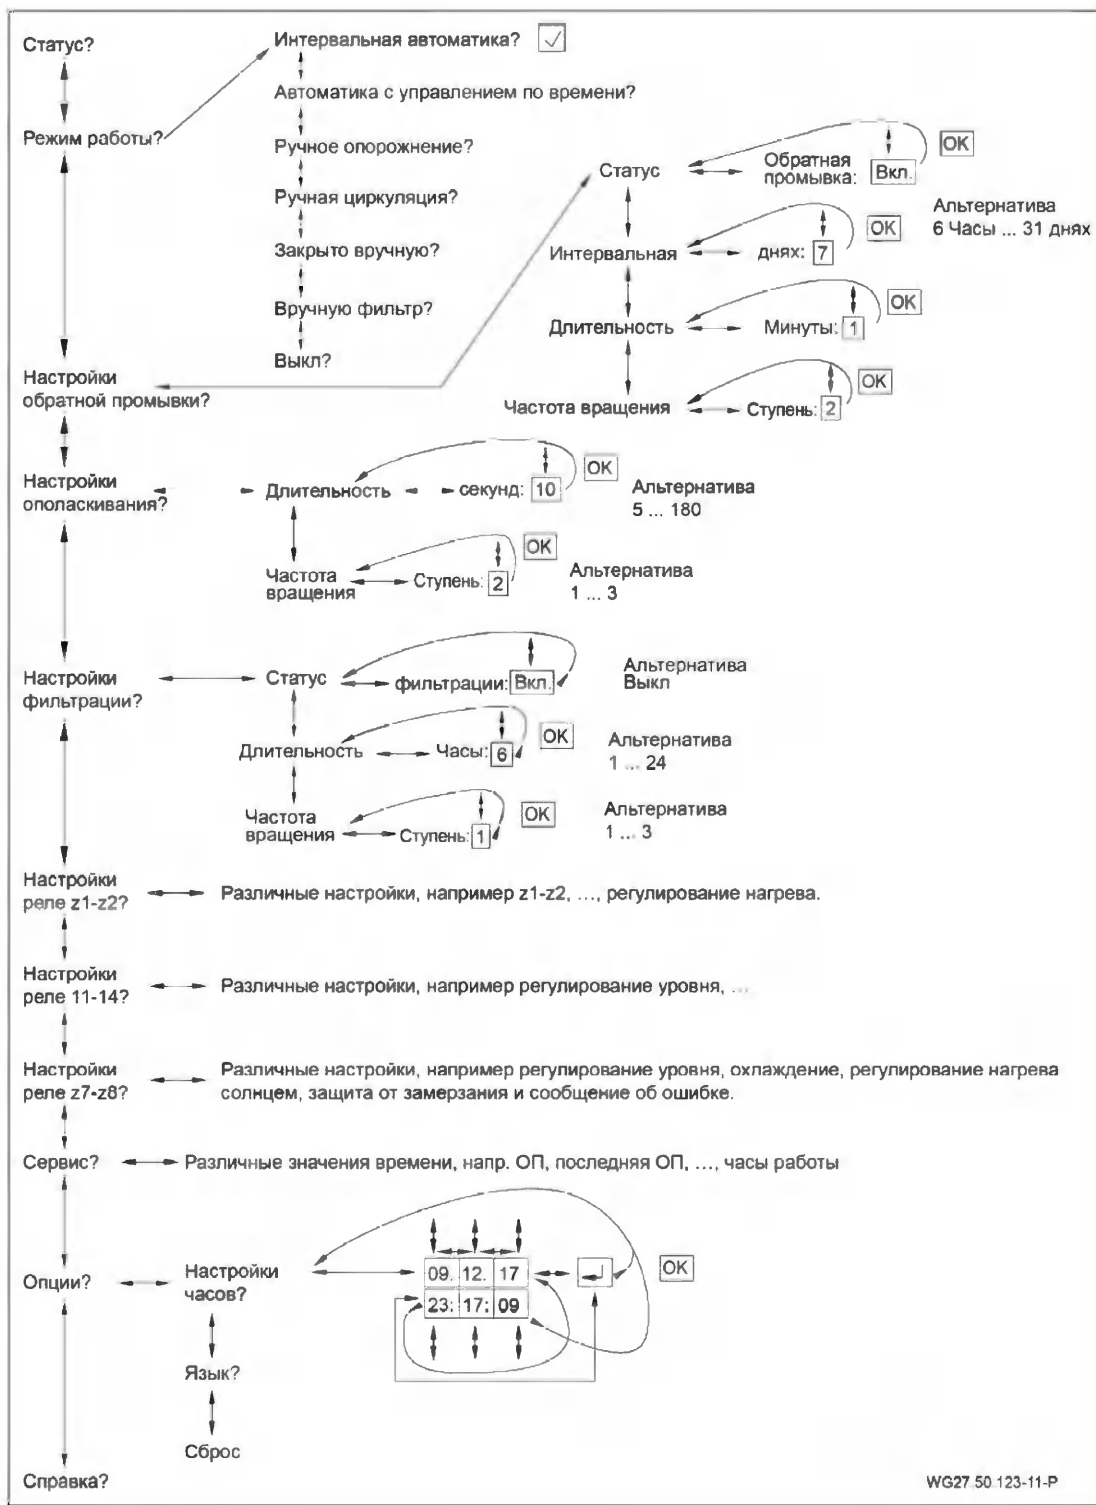 Статус?
Интервальная автоматика?
Автоматика с управлением по времени?
Режим работы?
Ручное опорожнение?
Ручная циркуляция?
Закрыто вручную?
Вручную фильтр?
Выкл?
Статус
Обратная
промывка: Вкл.
OK
Альтернатива
6 Часы ... 31 днях
Интервальная
днях: 7
OK
Длительность
Минуты: 1
OK
Частота вращения
Ступень: 2
OK
Настройки
обратной промывки?
Настройки
ополаскивания?
Длительность
секунд: 10
OK
Альтернатива
5 ... 180
Частота
вращения
Ступень: 2
OK
Альтернатива
1 ... 3
Настройки
фильтрации?
Статус
фильтрации: Вкл.
Альтернатива
Выкл
Длительность
Часы: 6
OK
Альтернатива
1 ... 24
Частота
вращения
Ступень: 1
OK
Альтернатива
1 ... 3
Настройки
реле z1-z2?
Различные настройки, например z1-z2, ..., регулирование нагрева.
Настройки
реле 11-14?
Различные настройки, например регулирование уровня, ...
Настройки
реле z7-z8?
Различные настройки, например регулирование уровня, охлаждение, регулирование нагрева
солнцем, защита от замерзания и сообщение об ошибке.
Сервис?
Различные значения времени, напр. ОП, последняя ОП, ..., часы работы
Опции?
Настройки
часов?
09. 12. 17
23: 17: 09
OK
Язык?
Сброс
Справка?
WG27.50.123-11-P